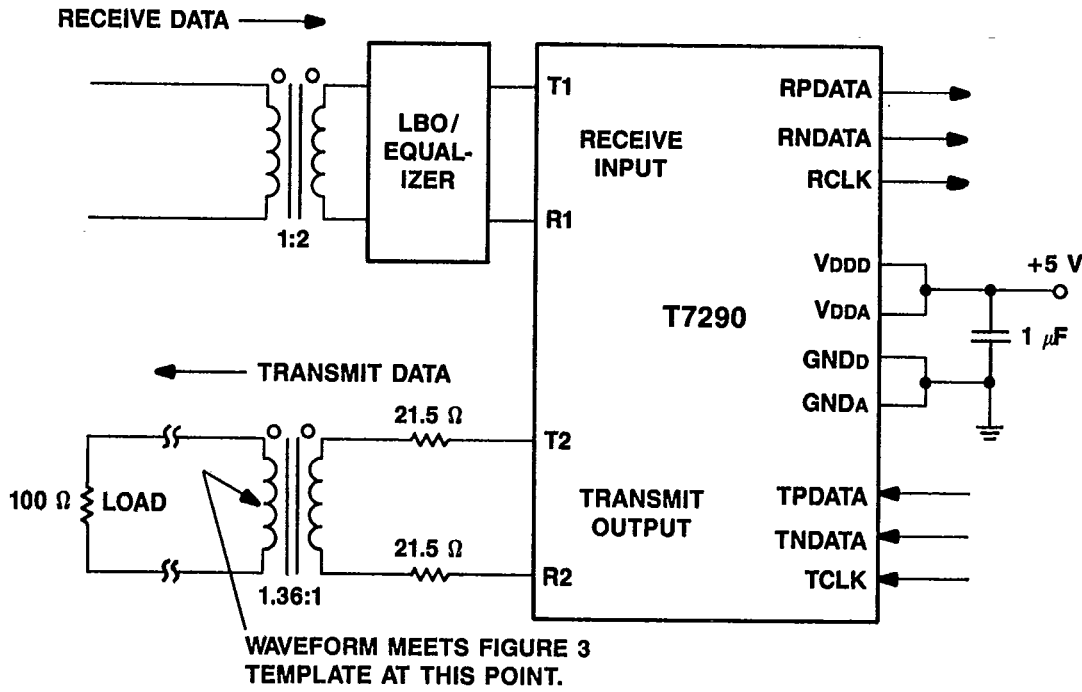 RECEIVE DATA
T1
RPDATA
LBO/
EQUAL-
IZER
RECEIVE
INPUT
RNDATA
RCLK
R1
1:2
VDDD
+5 V
VDDA
T7290
1 µF
GNDD
GNDA
TRANSMIT DATA
21.5 Ω
T2
100 Ω
LOAD
TRANSMIT
OUTPUT
TPDATA
TNDATA
21.5 Ω
R2
TCLK
1.36:1
WAVEFORM MEETS FIGURE 3
TEMPLATE AT THIS POINT.